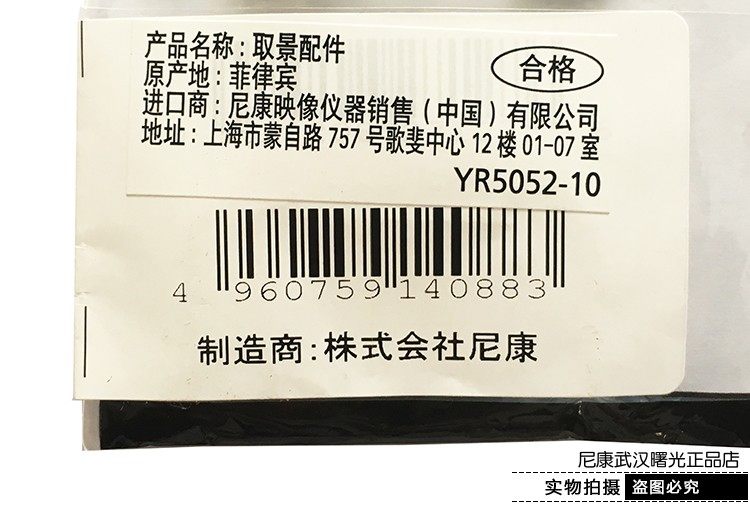 产品名称:取景配件
合格
原产地:菲律宾
进口商:尼康映像仪器销售(中国)有限公司
地址:上海市蒙自路 757 号歌斐中心 12 楼 01-07 室
YR5052-10
4 960759 140883
制造商:株式会社尼康
尼康武汉曙光正品店
实物拍摄 盗图必究